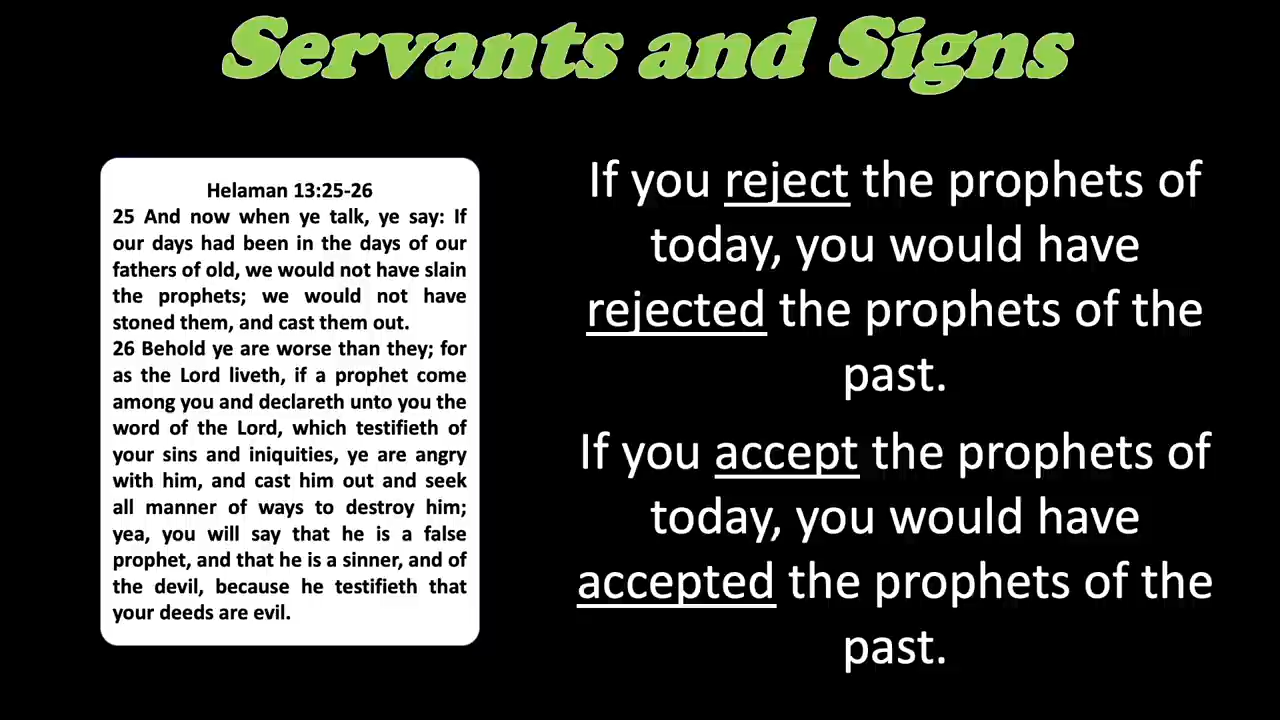 Servants and Signs
Helaman 13:25-26
25 And now when ye talk, ye say: If
our days had been in the days of our
fathers of old, we would not have slain
the prophets; we would not have
stoned them, and cast them out.
26 Behold ye are worse than they; for
as the Lord liveth, if a prophet come
among you and declareth unto you the
word of the Lord, which testifieth of
your sins and iniquities, ye are angry
with him, and cast him out and seek
all manner of ways to destroy him;
yea, you will say that he is a false
prophet, and that he is a sinner, and of
the devil, because he testifieth that
your deeds are evil.
If you reject the prophets of
today, you would have
rejected the prophets of the
past.
If you accept the prophets of
today, you would have
accepted the prophets of the
past.